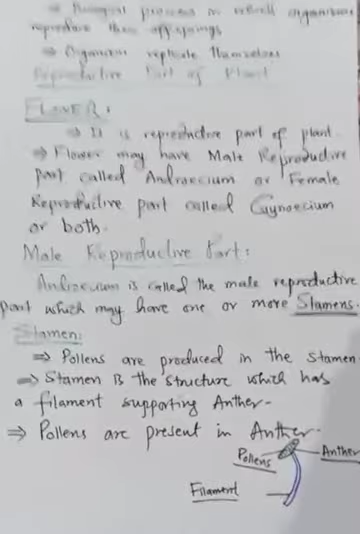 ⇒ Biological process in which organisms
reproduce their offsprings
⇒ Organism replicate themselves
Reproductive Part of Plant
FLOWER:
⇒ It is reproductive part of plant.
⇒ Flower may have Male Reproductive
part called Androecium or Female
Reproductive part called Gynoecium
or both.
Male Reproductive Part:
Androecium is called the male reproductive
part which may have one or more Stamens.
Stamen:
⇒ Pollens are produced in the stamen
⇒ Stamen is the structure which has
a filament supporting Anther-
⇒ Pollens are present in Anther-
Pollens
Anther
Filament